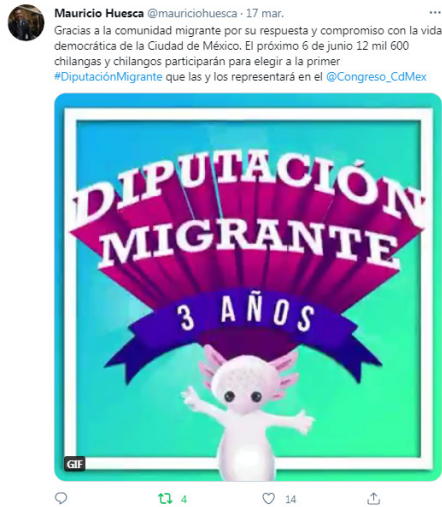 Mauricio Huesca @mauriciohuesca · 17 mar.
Gracias a la comunidad migrante por su respuesta y compromiso con la vida
democrática de la Ciudad de México. El próximo 6 de junio 12 mil 600
chilangas y chilangos participarán para elegir a la primer
#DiputaciónMigrante que las y los representará en el @Congreso_CdMex
DIPUTACIÓN
MIGRANTE
3 AÑOS
GIF
4
14